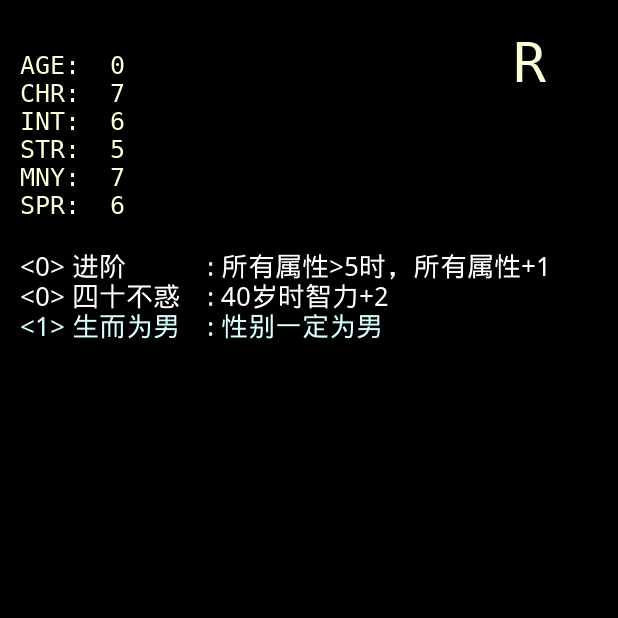 R
AGE: 0
CHR: 7
INT: 6
STR: 5
MNY: 7
SPR: 6
<0> 进阶 : 所有属性>5时，所有属性+1
<0> 四十不惑 : 40岁时智力+2
<1> 生而为男 : 性别一定为男